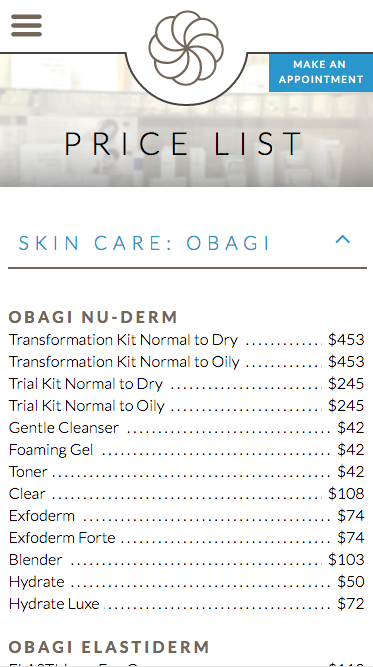 MAKE AN
APPOINTMENT
PRICE LIST
SKIN CARE: OBAGI
OBAGI NU-DERM
Transformation Kit Normal to Dry ............ $453
Transformation Kit Normal to Oily ............ $453
Trial Kit Normal to Dry ........................ $245
Trial Kit Normal to Oily ........................ $245
Gentle Cleanser ................................ $42
Foaming Gel .................................... $42
Toner ........................................... $42
Clear .......................................... $108
Exfoderm ...................................... $74
Exfoderm Forte ................................ $74
Blender ........................................ $103
Hydrate ........................................ $50
Hydrate Luxe .................................. $72
OBAGI ELASTIDERM